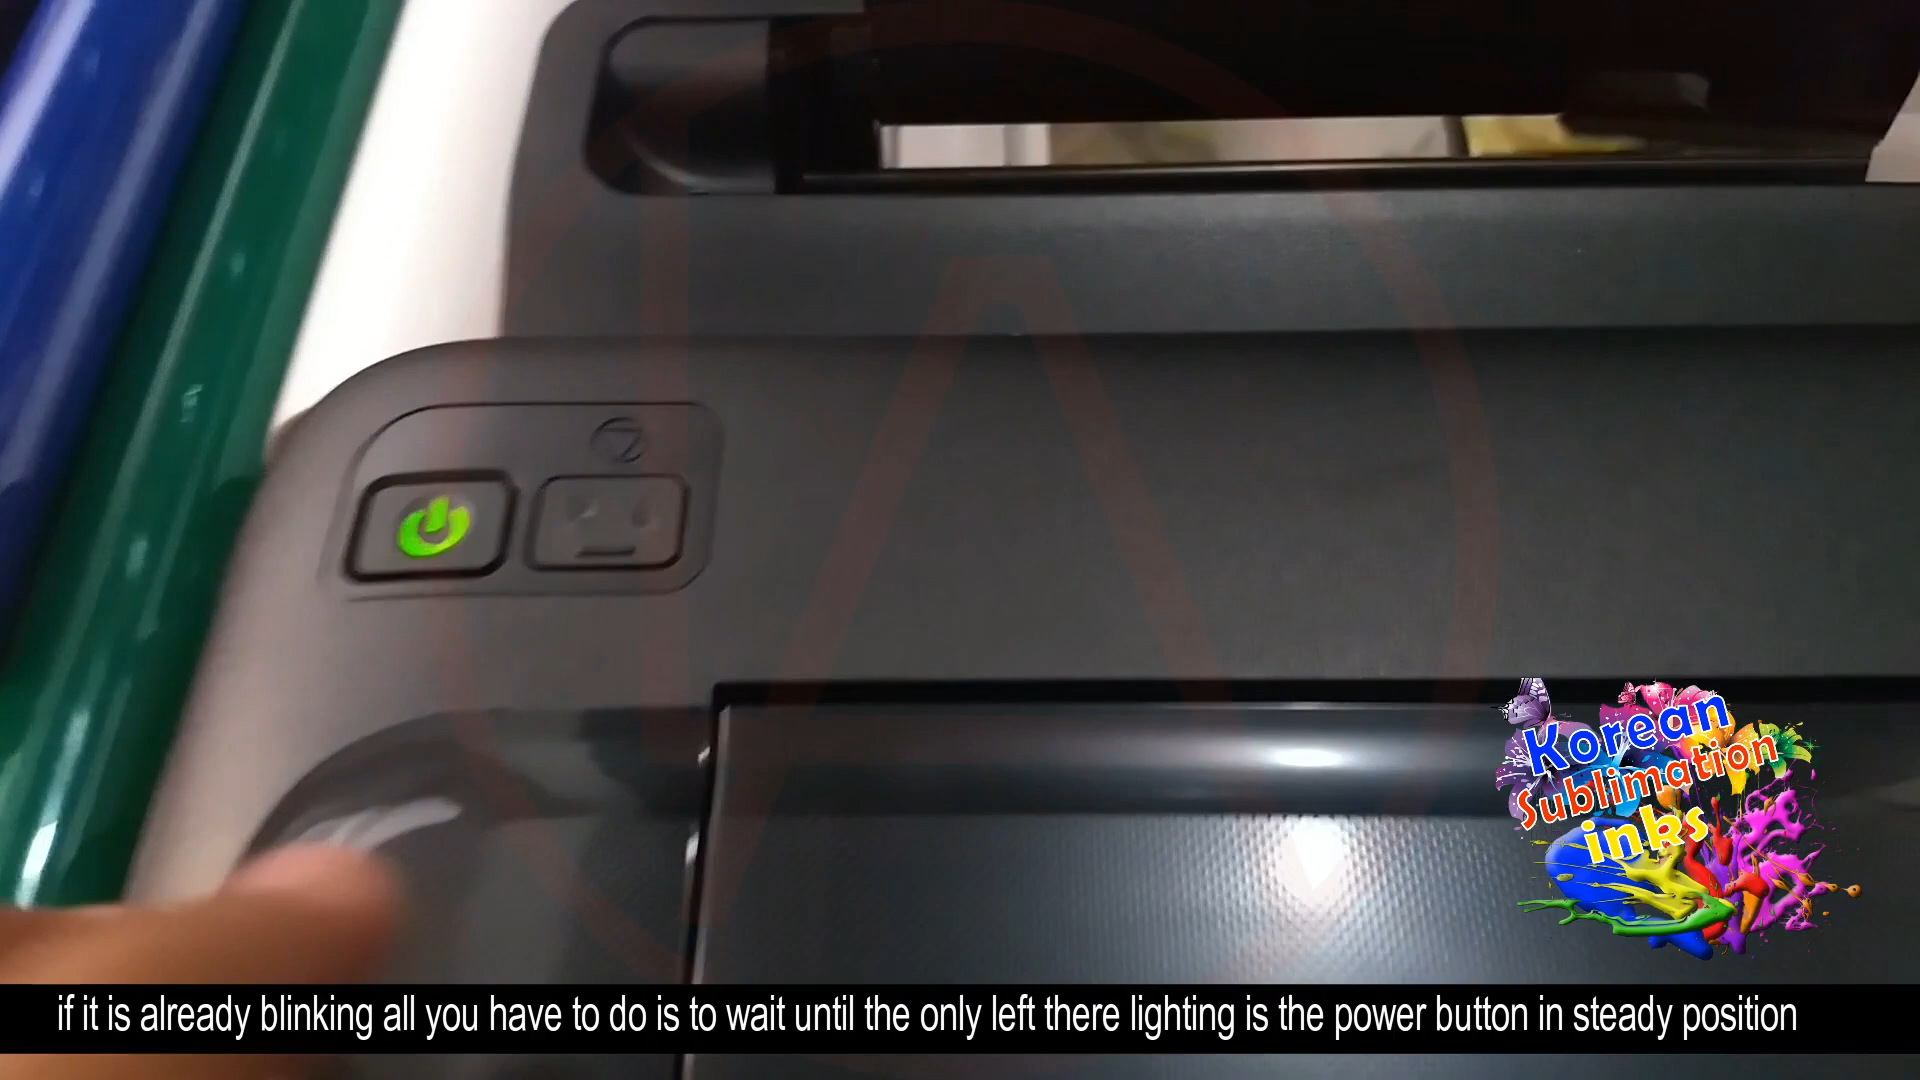 Korean
Sublimation
inks
if it is already blinking all you have to do is to wait until the only left there lighting is the power button in steady position